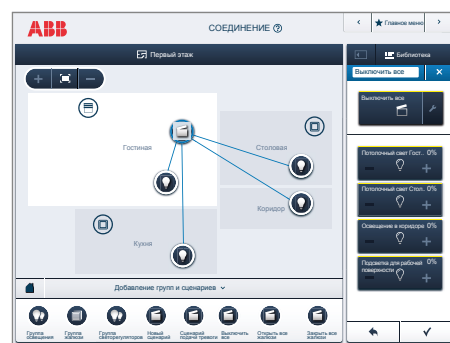 ABB
СОЕДИНЕНИЕ ?
Главное меню
Первый этаж
Библиотека
Выключить все
Выключить все
Гостиная
Столовая
Коридор
Кухня
Потолочный свет Гост.. 0%
Потолочный свет Стол.. 0%
Освещение в коридоре 0%
Подсветка для рабочей поверхности 0%
Добавление групп и сценариев
Группа освещения
Группа жалюзи
Группа светорегуляторов
Новый сценарий
Сценарий подачи тревоги
Выключить все
Открыть все жалюзи
Закрыть все жалюзи